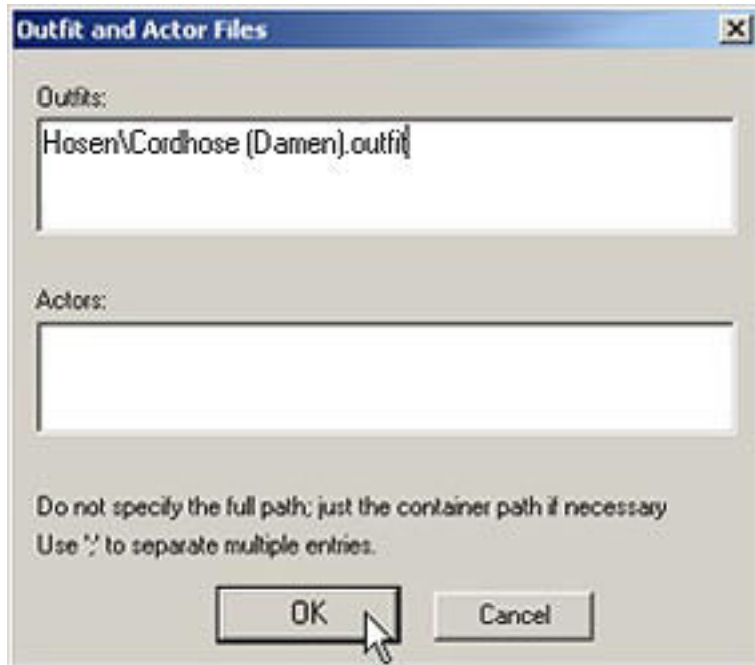 Outfit and Actor Files
Outfits:
Hosen\Cordhose (Damen).outfit
Actors:
Do not specify the full path; just the container path if necessary
Use ';' to separate multiple entries.
OK
Cancel